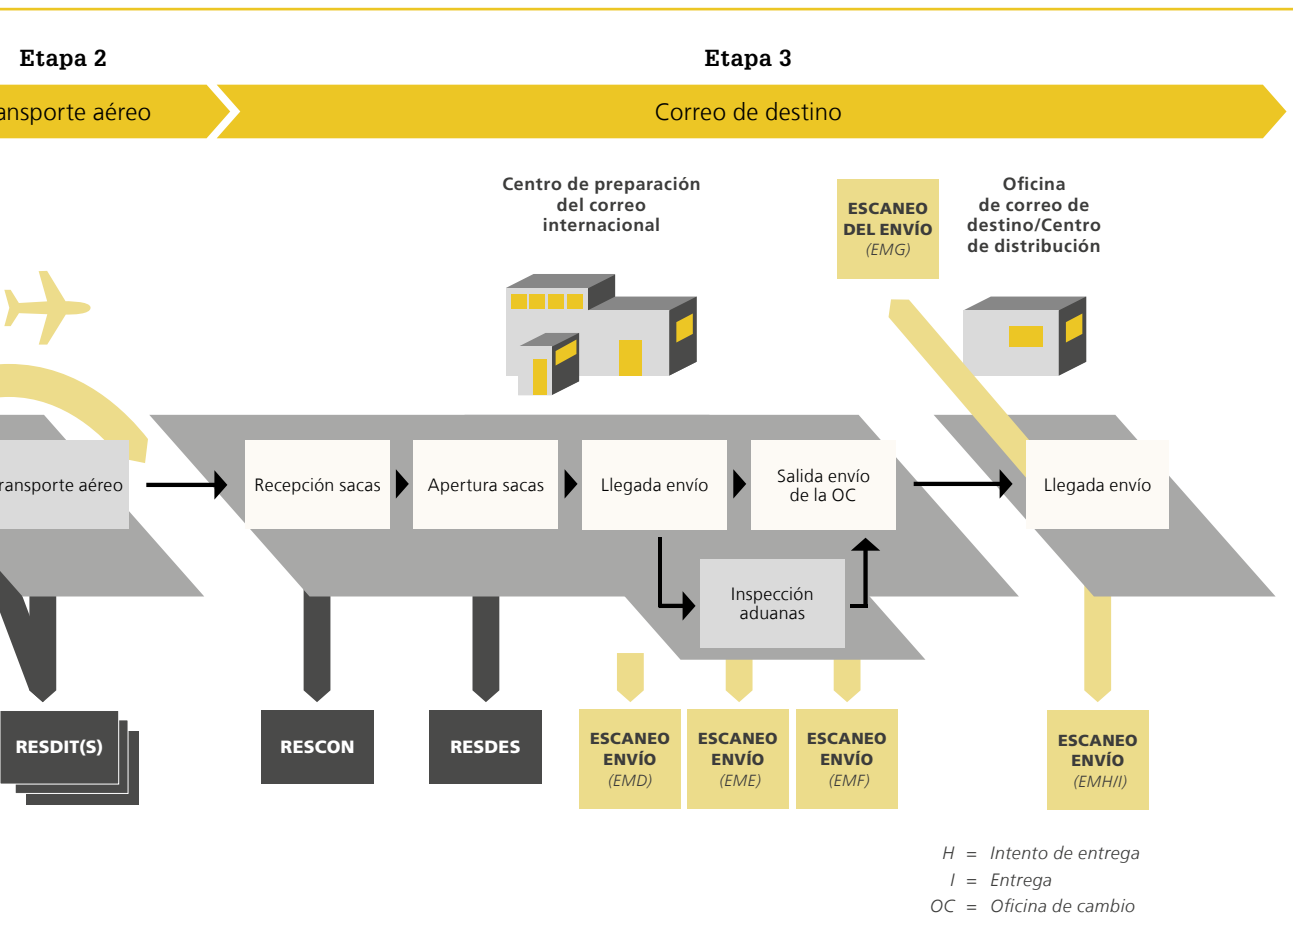 Etapa 2
Etapa 3
ansporte aéreo
Correo de destino
Centro de preparación
del correo
internacional
ESCANEO
DEL ENVÍO
(EMG)
Oficina
de correo de
destino/Centro
de distribución
ransporte aéreo
Recepción sacas
Apertura sacas
Llegada envío
Salida envío
de la OC
Llegada envío
Inspección
aduanas
RESDIT(S)
RESCON
RESDES
ESCANEO
ENVÍO
(EMD)
ESCANEO
ENVÍO
(EME)
ESCANEO
ENVÍO
(EMF)
ESCANEO
ENVÍO
(EMH/I)
H = Intento de entrega
I = Entrega
OC = Oficina de cambio